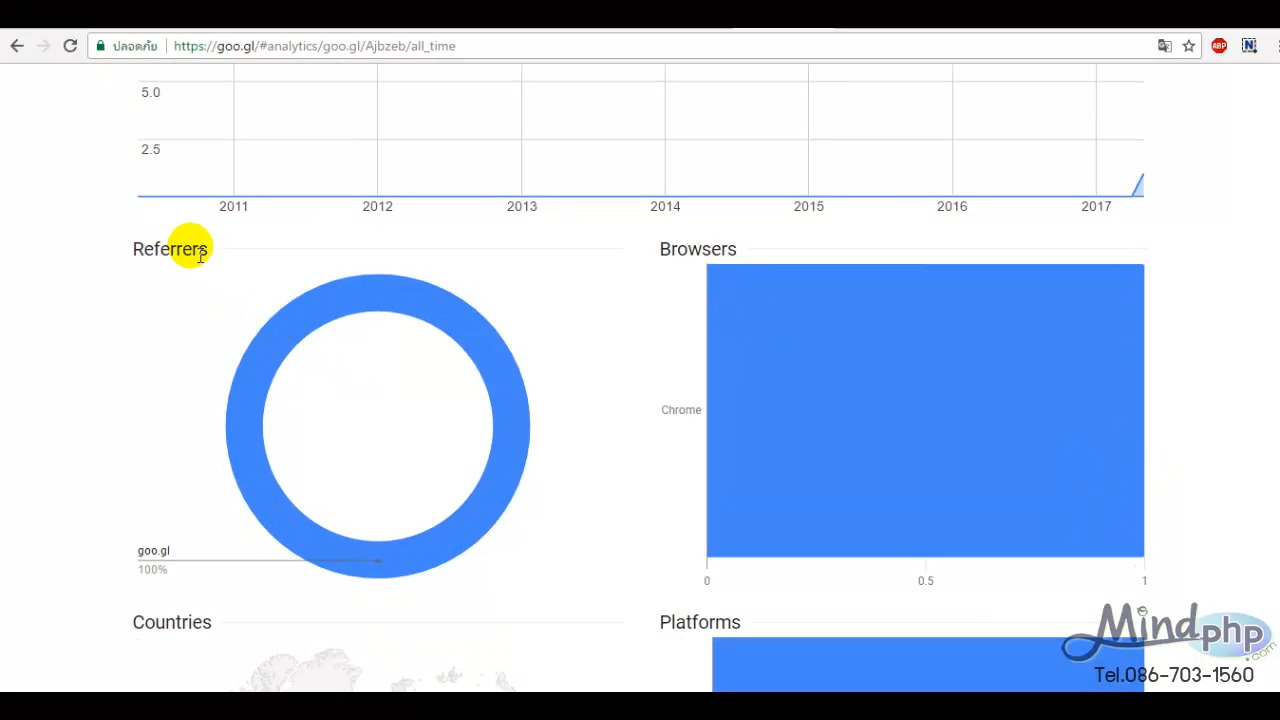 ปลอดภัย https://goo.gl/#analytics/goo.gl/Ajbzeb/all_time ABP N
5.0
2.5
2011 2012 2013 2014 2015 2016 2017
Referrers Browsers
Chrome
goo.gl
100%
0 0.5 1
Countries Platforms
Mindphp.com
Tel.086-703-1560